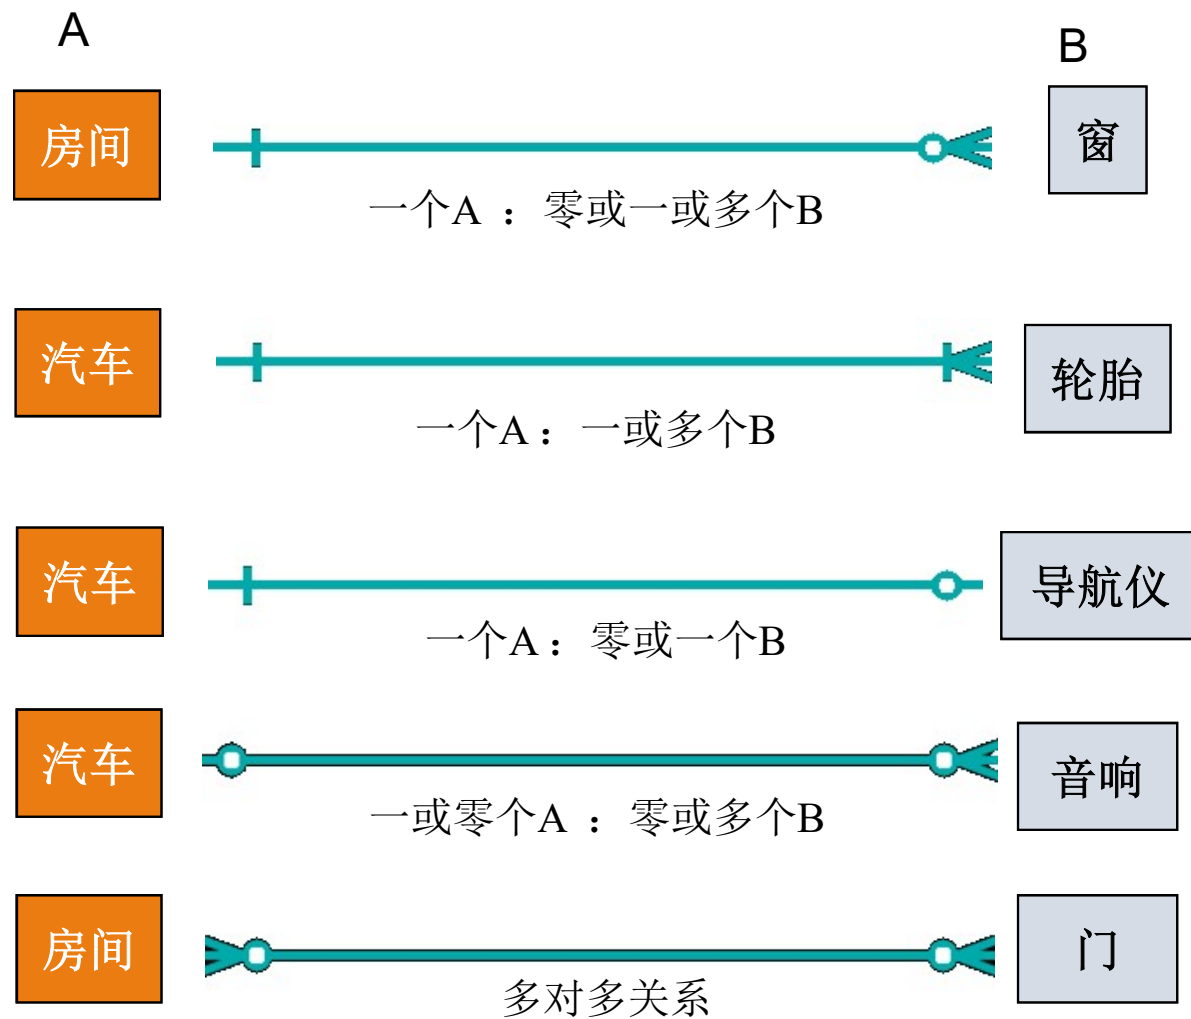 A
B
房间
窗
一个A ：零或一或多个B
汽车
轮胎
一个A：一或多个B
汽车
导航仪
一个A：零或一个B
汽车
音响
一或零个A ：零或多个B
房间
门
多对多关系